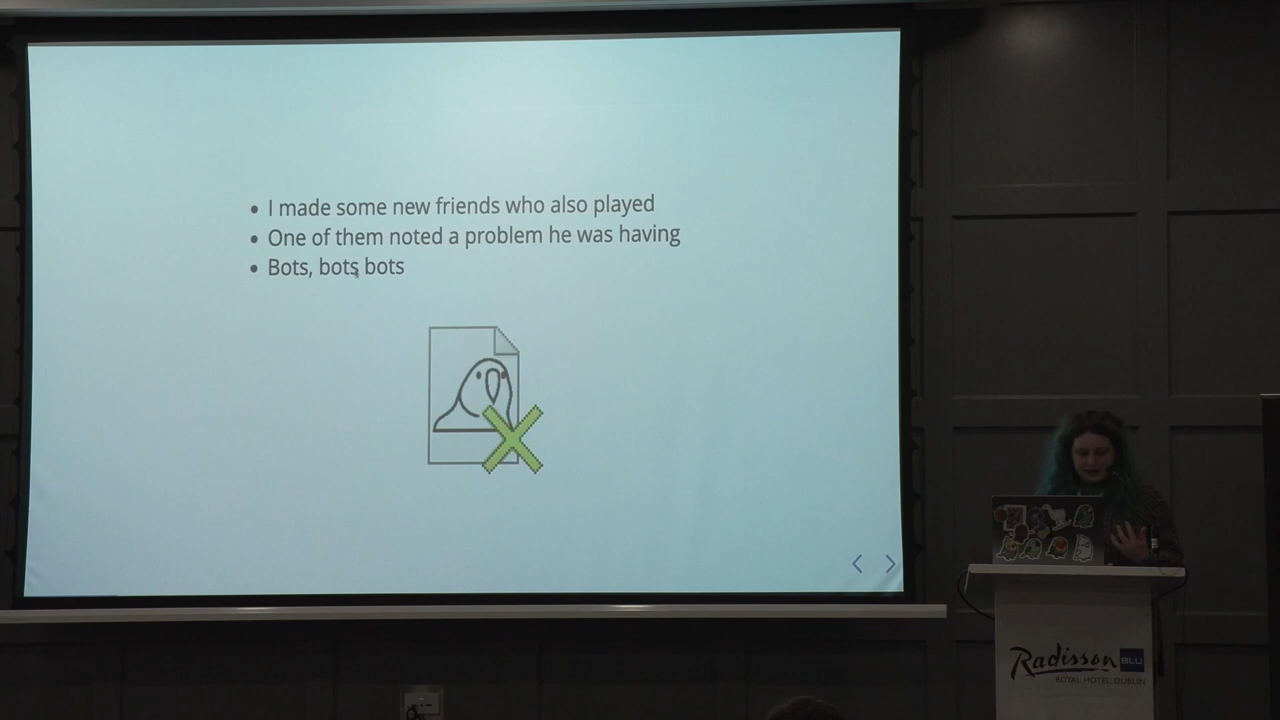 • I made some new friends who also played
• One of them noted a problem he was having
• Bots, bots bots
Radisson BLU
ROYAL HOTEL, DUBLIN